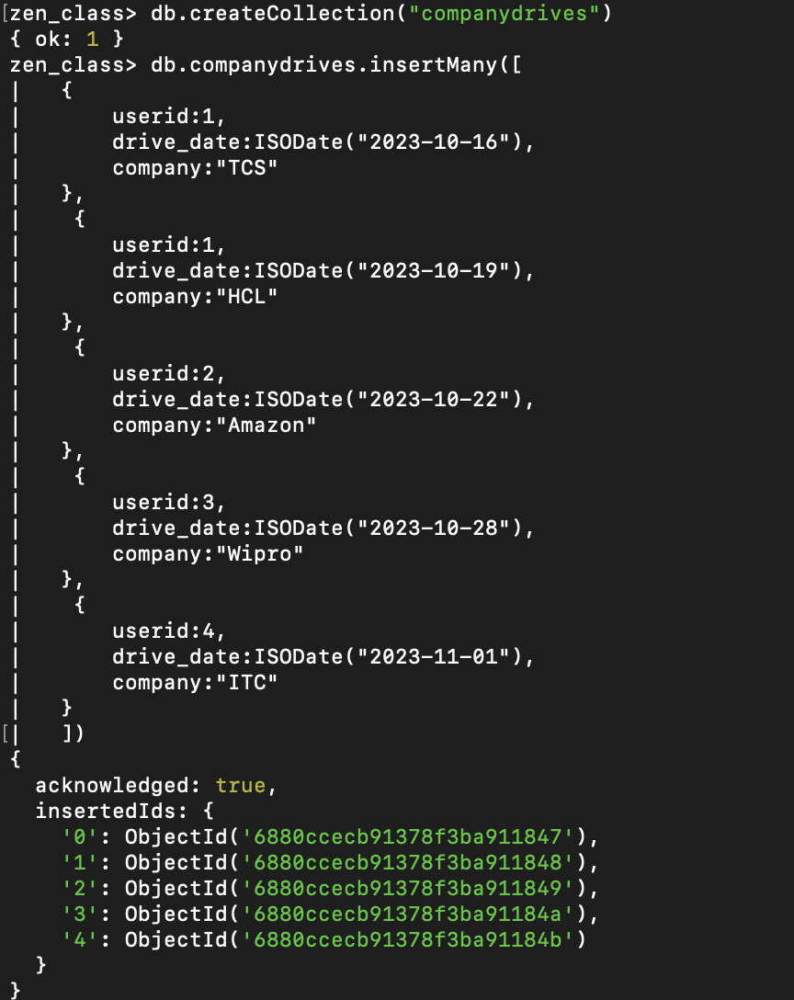 [zen_class> db.createCollection("companydrives")
{ ok: 1 }
zen_class> db.companydrives.insertMany([
|   {
|       userid:1,
|       drive_date:ISODate("2023-10-16"),
|       company:"TCS"
|   },
|    {
|       userid:1,
|       drive_date:ISODate("2023-10-19"),
|       company:"HCL"
|   },
|    {
|       userid:2,
|       drive_date:ISODate("2023-10-22"),
|       company:"Amazon"
|   },
|    {
|       userid:3,
|       drive_date:ISODate("2023-10-28"),
|       company:"Wipro"
|   },
|    {
|       userid:4,
|       drive_date:ISODate("2023-11-01"),
|       company:"ITC"
|   }
[|   ])
{
  acknowledged: true,
  insertedIds: {
    '0': ObjectId('6880ccecb91378f3ba911847'),
    '1': ObjectId('6880ccecb91378f3ba911848'),
    '2': ObjectId('6880ccecb91378f3ba911849'),
    '3': ObjectId('6880ccecb91378f3ba91184a'),
    '4': ObjectId('6880ccecb91378f3ba91184b')
  }
}